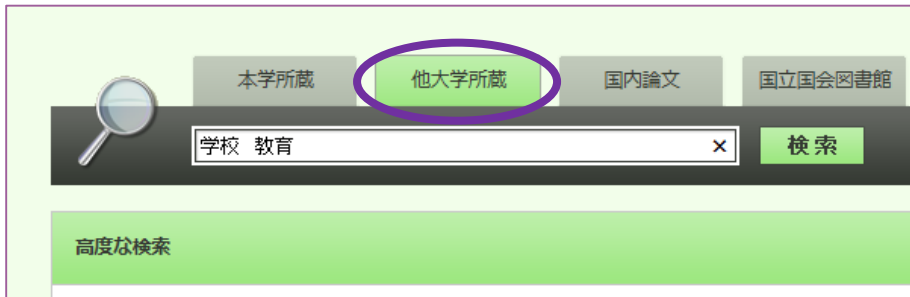 本学所蔵 他大学所蔵 国内論文 国立国会図書館
学校 教育 × 検索
高度な検索